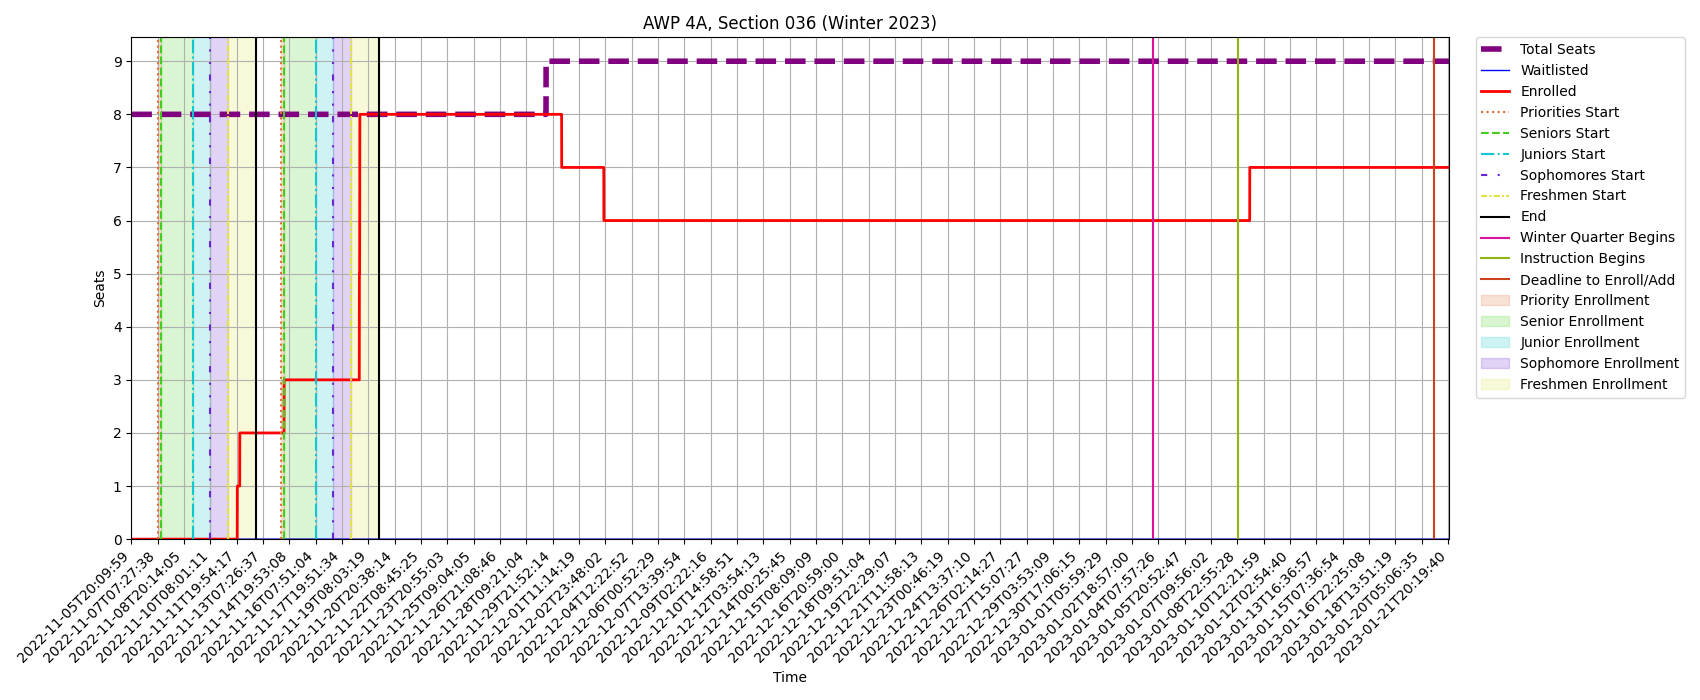 AWP 4A, Section 036 (Winter 2023)
Seats
9
8
7
6
5
4
3
2
1
0
2022-11-05T20:09:59
2022-11-07T07:27:38
2022-11-08T20:14:05
2022-11-10T08:01:11
2022-11-11T19:54:17
2022-11-13T07:26:37
2022-11-14T19:53:08
2022-11-16T07:51:04
2022-11-17T19:51:34
2022-11-19T08:03:19
2022-11-20T20:38:14
2022-11-22T08:45:25
2022-11-23T20:55:03
2022-11-25T09:04:05
2022-11-26T21:08:46
2022-11-28T09:21:04
2022-11-29T21:52:14
2022-12-01T11:14:19
2022-12-02T23:48:02
2022-12-04T12:22:52
2022-12-06T00:52:29
2022-12-07T13:39:54
2022-12-09T02:22:16
2022-12-10T14:58:51
2022-12-12T03:54:13
2022-12-14T00:25:45
2022-12-15T08:09:09
2022-12-16T20:59:00
2022-12-18T09:51:04
2022-12-19T22:29:07
2022-12-21T11:58:13
2022-12-23T00:46:19
2022-12-24T13:37:10
2022-12-26T02:14:27
2022-12-27T15:07:27
2022-12-29T03:53:09
2022-12-30T17:06:15
2023-01-01T05:59:29
2023-01-02T18:57:00
2023-01-04T07:57:26
2023-01-05T20:52:47
2023-01-07T09:56:02
2023-01-08T22:55:28
2023-01-10T12:21:59
2023-01-12T02:54:40
2023-01-13T16:36:57
2023-01-15T07:36:54
2023-01-16T22:25:08
2023-01-18T13:51:19
2023-01-20T05:06:35
2023-01-21T20:19:40
Time
Total Seats
Waitlisted
Enrolled
Priorities Start
Seniors Start
Juniors Start
Sophomores Start
Freshmen Start
End
Winter Quarter Begins
Instruction Begins
Deadline to Enroll/Add
Priority Enrollment
Senior Enrollment
Junior Enrollment
Sophomore Enrollment
Freshmen Enrollment